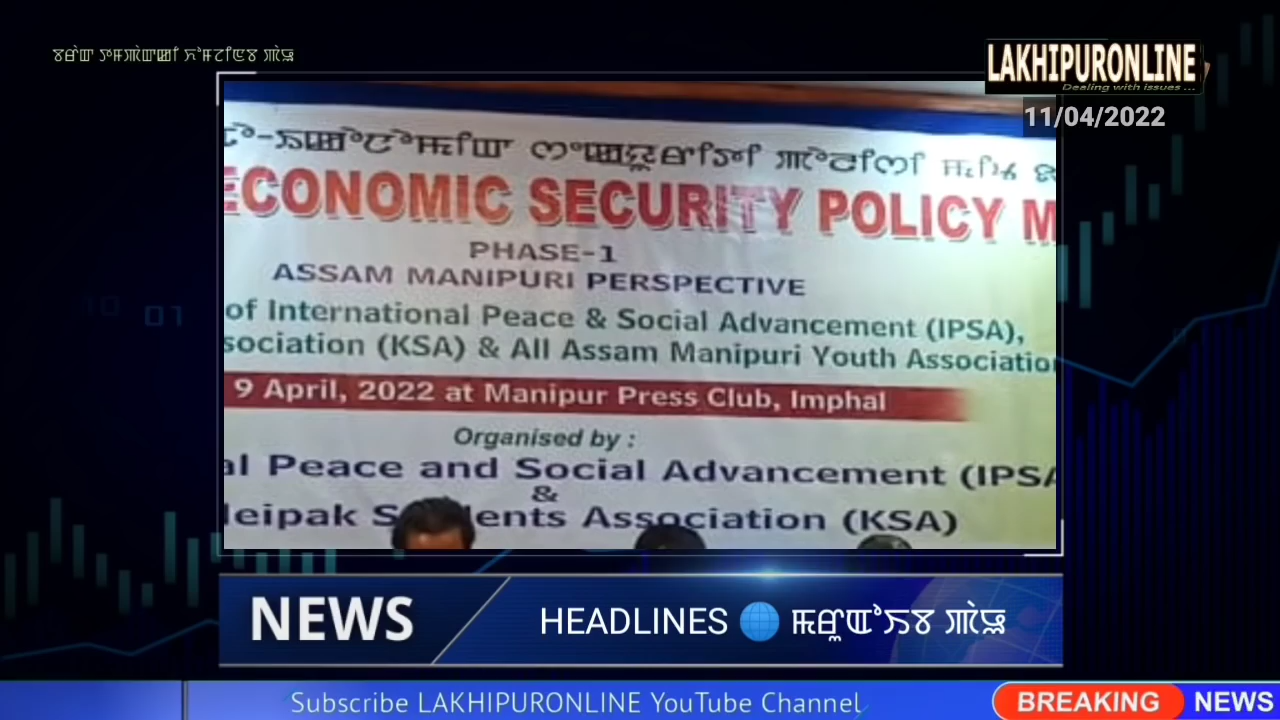 LAKHIPURONLINE
Dealing with issues ...
11/04/2022
ECONOMIC SECURITY POLICY M
PHASE-1
ASSAM MANIPURI PERSPECTIVE
of International Peace & Social Advancement (IPSA),
sociation (KSA) & All Assam Manipuri Youth Association
9 April, 2022 at Manipur Press Club, Imphal
Organised by :
al Peace and Social Advancement (IPSA
&
leipak Students Association (KSA)
NEWS
HEADLINES
01
Subscribe LAKHIPURONLINE YouTube Channel
BREAKING NEWS